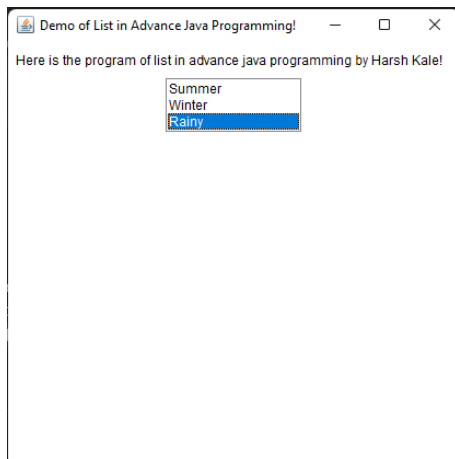 Demo of List in Advance Java Programming!
Here is the program of list in advance java programming by Harsh Kale!
Summer
Winter
Rainy